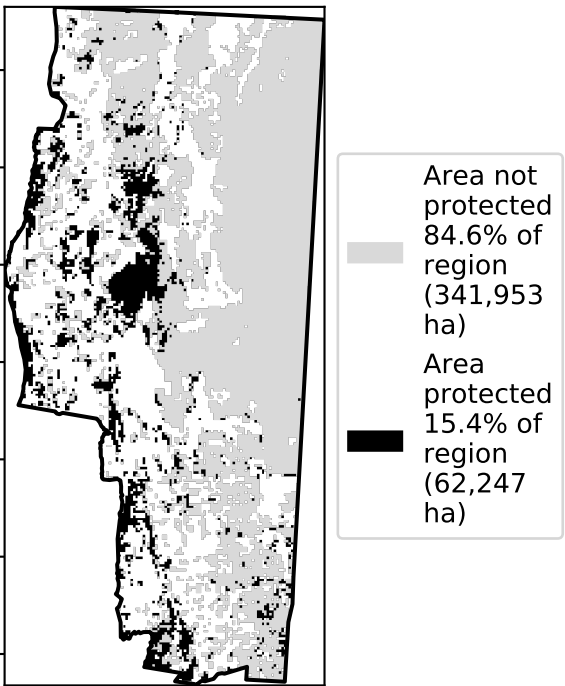 Area not
protected
84.6% of
region
(341,953
ha)
Area
protected
15.4% of
region
(62,247
ha)